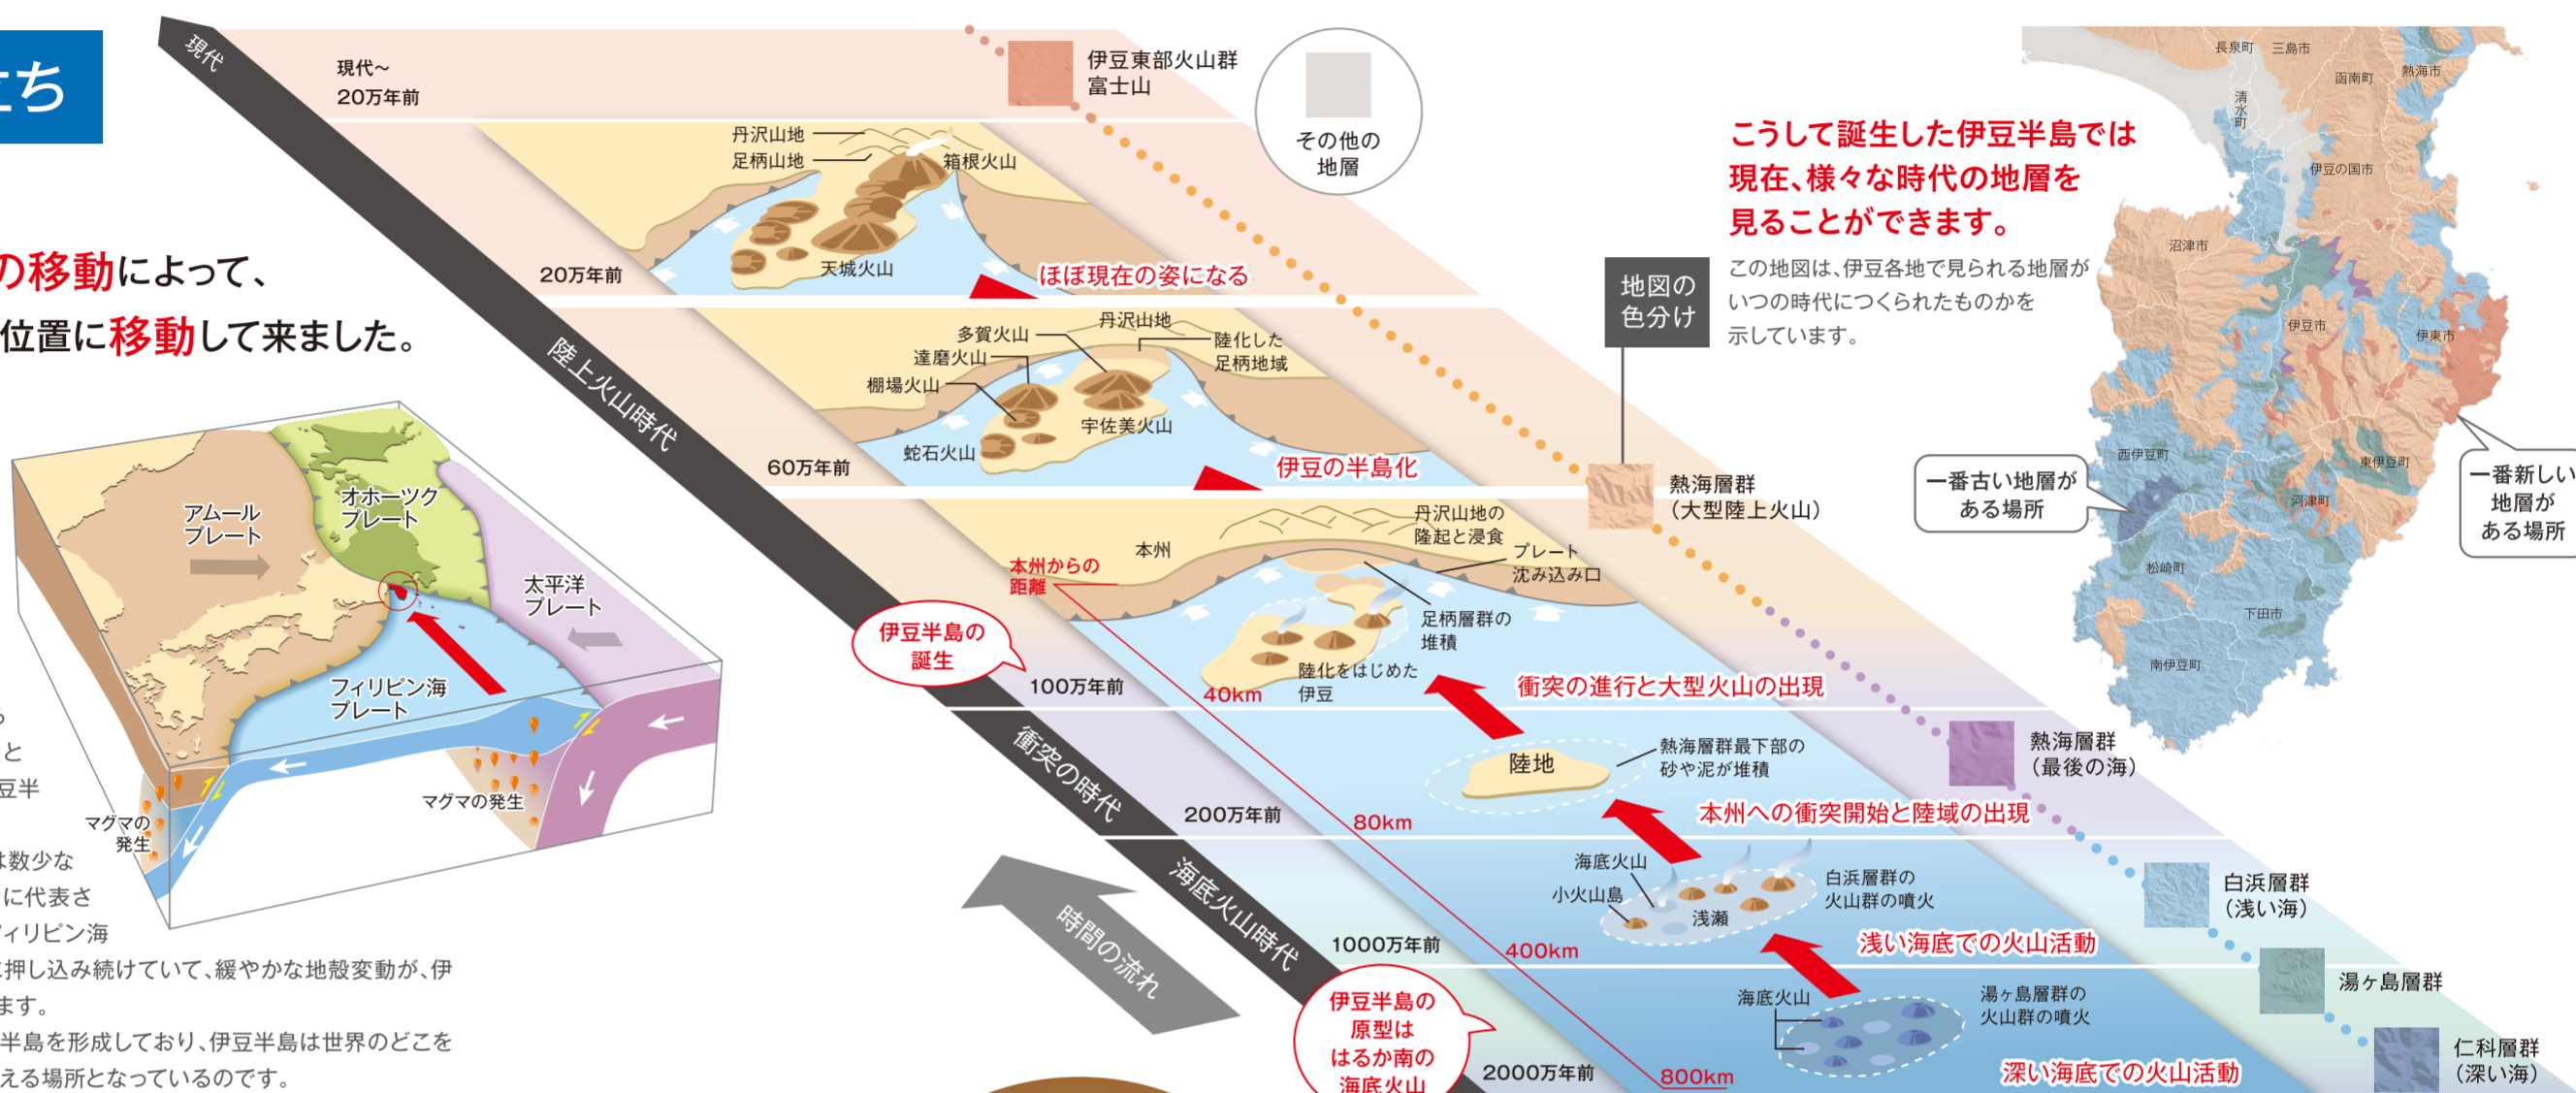 立ち
の移動によって、
位置に移動して来ました。
アムール
プレート
オホーツク
プレート
太平洋
プレート
フィリピン海
プレート
マグマの発生
マグマの
発生
と
豆半
は数少な
に代表さ
フィリピン海
に押し込み続けていて、緩やかな地殻変動が、伊
ます。
半島を形成しており、伊豆半島は世界のどこを
える場所となっているのです。
現代
陸上火山時代
衝突の時代
海底火山時代
時間の流れ
現代〜
20万年前
伊豆東部火山群
富士山
その他の
地層
丹沢山地
足柄山地
箱根火山
天城火山
20万年前
ほぼ現在の姿になる
多賀火山
丹沢山地
達磨火山
陸化した
足柄地域
棚場火山
宇佐美火山
蛇石火山
60万年前
伊豆の半島化
熱海層群
（大型陸上火山）
本州
丹沢山地の
隆起と浸食
プレート
沈み込み口
本州からの
距離
足柄層群の
堆積
陸化をはじめた
伊豆
伊豆半島の
誕生
100万年前
40km
衝突の進行と大型火山の出現
陸地
熱海層群最下部の
砂や泥が堆積
熱海層群
（最後の海）
200万年前
80km
本州への衝突開始と陸域の出現
海底火山
小火山島
浅瀬
白浜層群の
火山群の噴火
白浜層群
（浅い海）
1000万年前
400km
浅い海底での火山活動
湯ヶ島層群
伊豆半島の
原型は
はるか南の
海底火山
海底火山
湯ヶ島層群の
火山群の噴火
仁科層群
（深い海）
2000万年前
800km
深い海底での火山活動
こうして誕生した伊豆半島では
現在、様々な時代の地層を
見ることができます。
地図の
色分け
この地図は、伊豆各地で見られる地層が
いつの時代につくられたものかを
示しています。
長泉町
三島市
函南町
熱海市
清水町
伊豆の国市
沼津市
伊豆市
伊東市
西伊豆町
東伊豆町
河津町
松崎町
下田市
南伊豆町
一番古い地層が
ある場所
一番新しい
地層が
ある場所